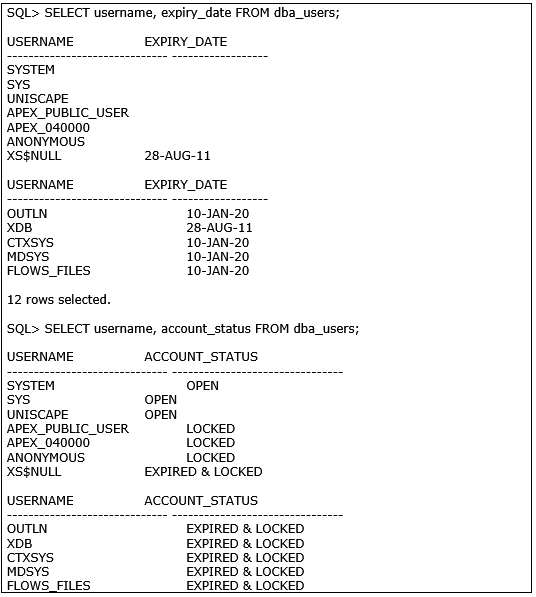 SQL> SELECT username, expiry_date FROM dba_users;
USERNAME EXPIRY_DATE
------------------------------ ------------------
SYSTEM
SYS
UNISCAPE
APEX_PUBLIC_USER
APEX_040000
ANONYMOUS
XS$NULL 28-AUG-11
USERNAME EXPIRY_DATE
------------------------------ ------------------
OUTLN 10-JAN-20
XDB 28-AUG-11
CTXSYS 10-JAN-20
MDSYS 10-JAN-20
FLOWS_FILES 10-JAN-20
12 rows selected.
SQL> SELECT username, account_status FROM dba_users;
USERNAME ACCOUNT_STATUS
------------------------------ --------------------------------
SYSTEM OPEN
SYS OPEN
UNISCAPE OPEN
APEX_PUBLIC_USER LOCKED
APEX_040000 LOCKED
ANONYMOUS LOCKED
XS$NULL EXPIRED & LOCKED
USERNAME ACCOUNT_STATUS
------------------------------ --------------------------------
OUTLN EXPIRED & LOCKED
XDB EXPIRED & LOCKED
CTXSYS EXPIRED & LOCKED
MDSYS EXPIRED & LOCKED
FLOWS_FILES EXPIRED & LOCKED